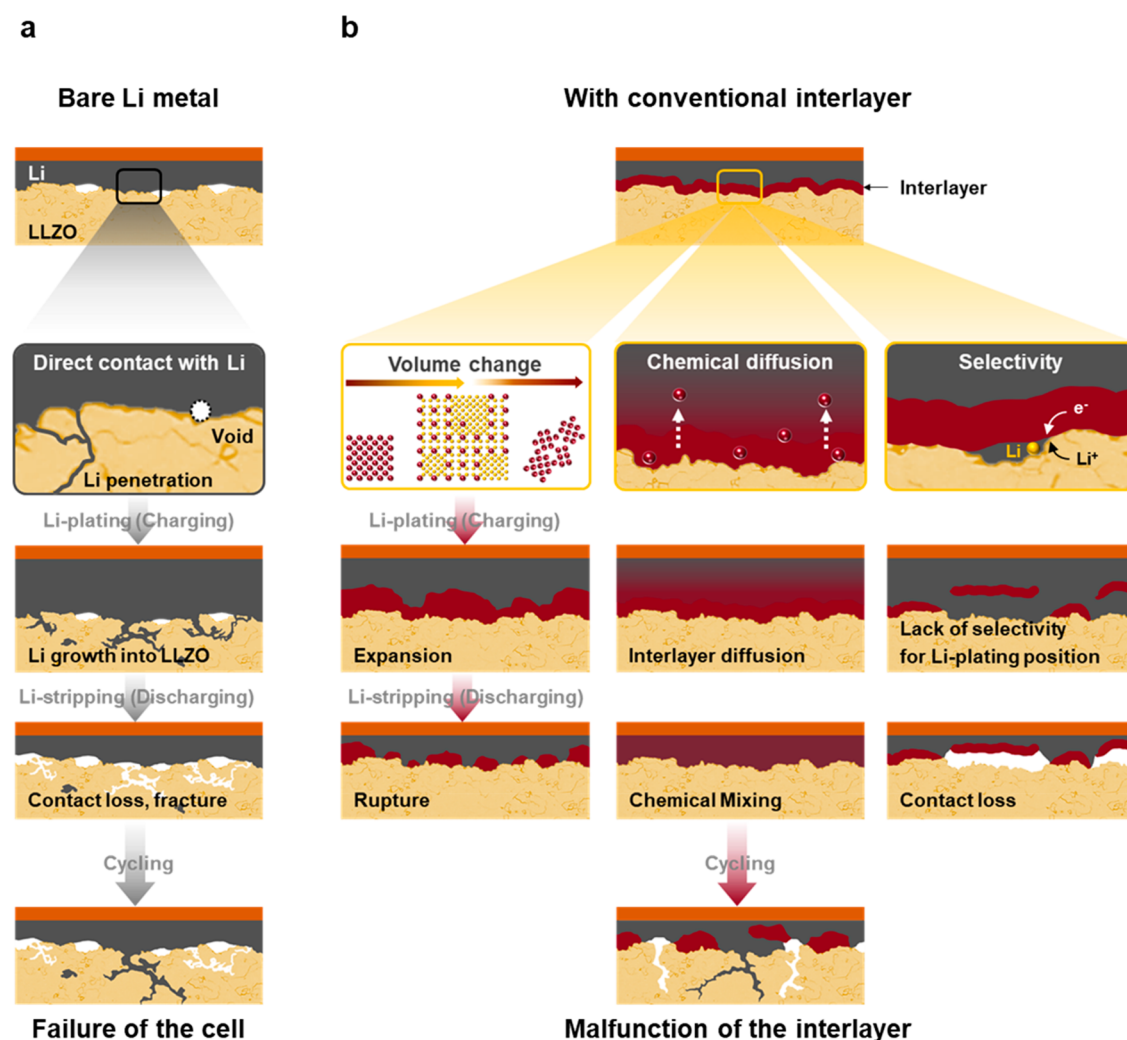 a
Bare Li metal
Li
LLZO
Direct contact with Li
Void
Li penetration
Li-plating (Charging)
Li growth into LLZO
Li-stripping (Discharging)
Contact loss, fracture
Cycling
Failure of the cell
b
With conventional interlayer
Interlayer
Volume change
Chemical diffusion
Selectivity
e-
Li
Li+
Li-plating (Charging)
Expansion
Interlayer diffusion
Lack of selectivity
for Li-plating position
Li-stripping (Discharging)
Rupture
Chemical Mixing
Contact loss
Cycling
Malfunction of the interlayer